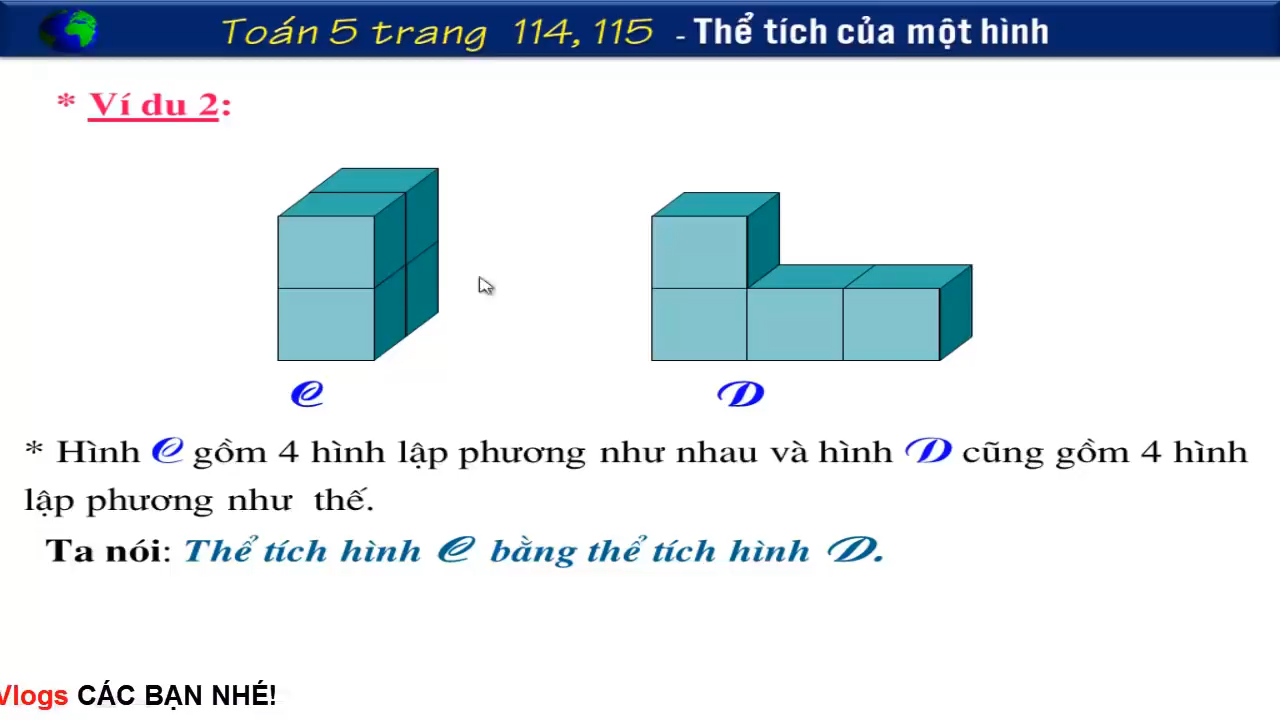 Toán 5 trang 114, 115 - Thể tích của một hình
* Ví du 2:
C
D
* Hình C gồm 4 hình lập phương như nhau và hình D cũng gồm 4 hình
lập phương như thế.
Ta nói: Thể tích hình C bằng thể tích hình D.
Vlogs CÁC BẠN NHÉ!